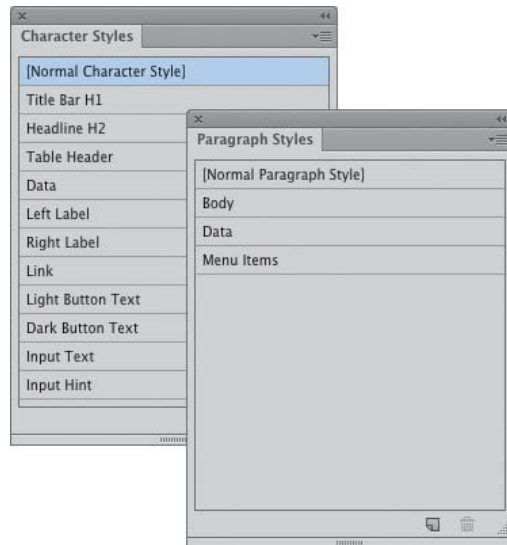 Character Styles
[Normal Character Style]
Title Bar H1
Headline H2
Table Header
Data
Left Label
Right Label
Link
Light Button Text
Dark Button Text
Input Text
Input Hint
Paragraph Styles
[Normal Paragraph Style]
Body
Data
Menu Items